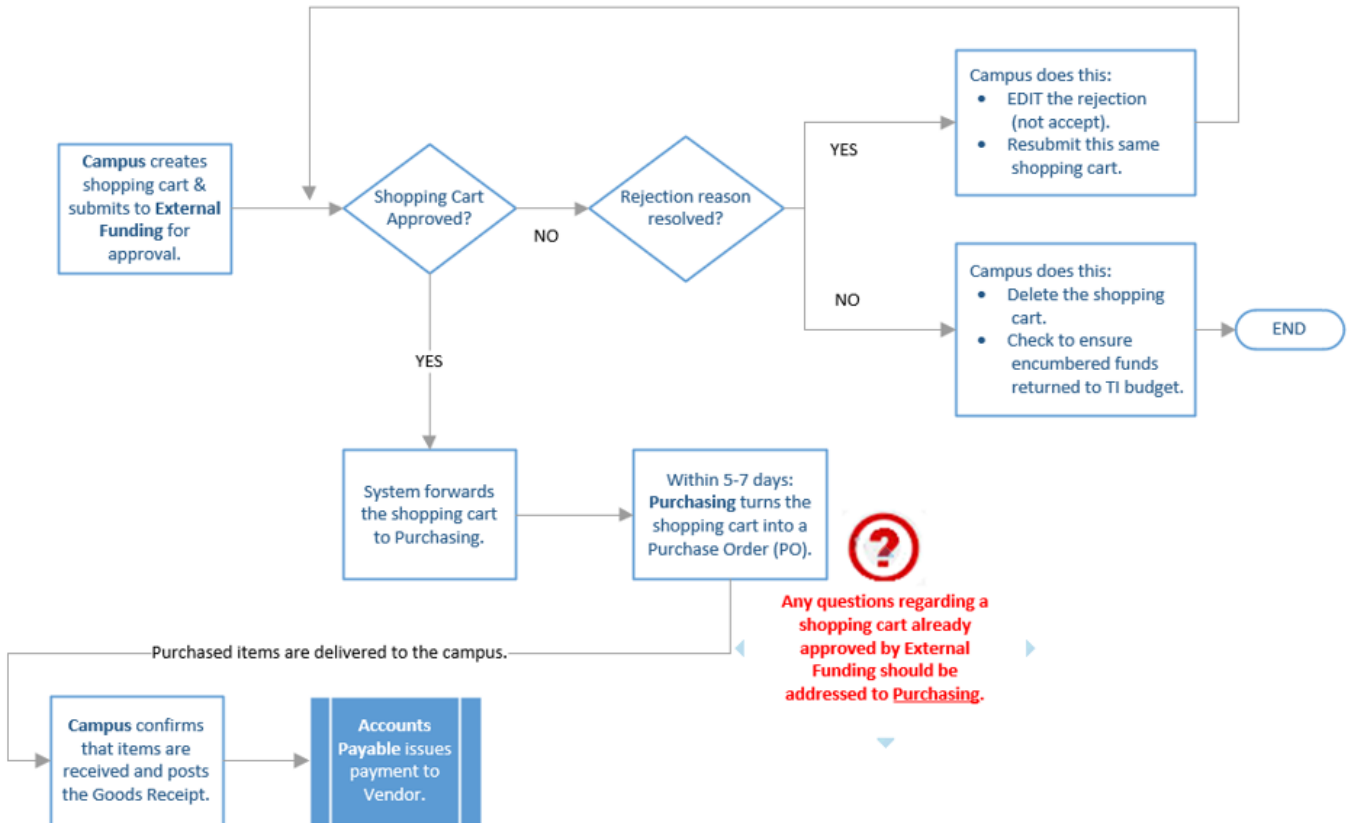 Campus creates
shopping cart &
submits to External
Funding for
approval.
Shopping Cart
Approved?
NO
Rejection reason
resolved?
YES
Campus does this:
• EDIT the rejection
(not accept).
• Resubmit this same
shopping cart.
NO
Campus does this:
• Delete the shopping
cart.
• Check to ensure
encumbered funds
returned to TI budget.
END
YES
System forwards
the shopping cart
to Purchasing.
Within 5-7 days:
Purchasing turns the
shopping cart into a
Purchase Order (PO).
?
Any questions regarding a
shopping cart already
approved by External
Funding should be
addressed to Purchasing.
Purchased items are delivered to the campus.
Campus confirms
that items are
received and posts
the Goods Receipt.
Accounts
Payable issues
payment to
Vendor.